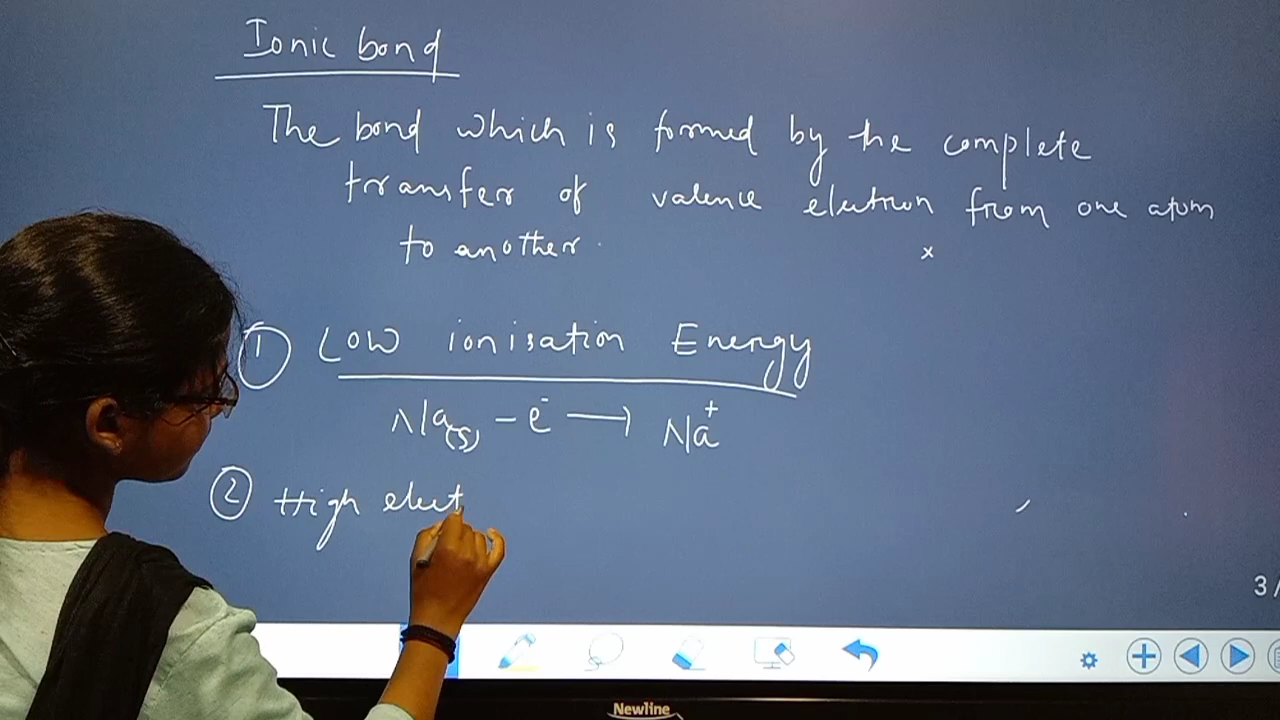 Ionic bond
The bond which is formed by the complete
transfer of valence electron from one atom
to another.
x
① Low ionisation Energy
Na(s) - e⁻ → Na⁺
② High elect
3/
Newline